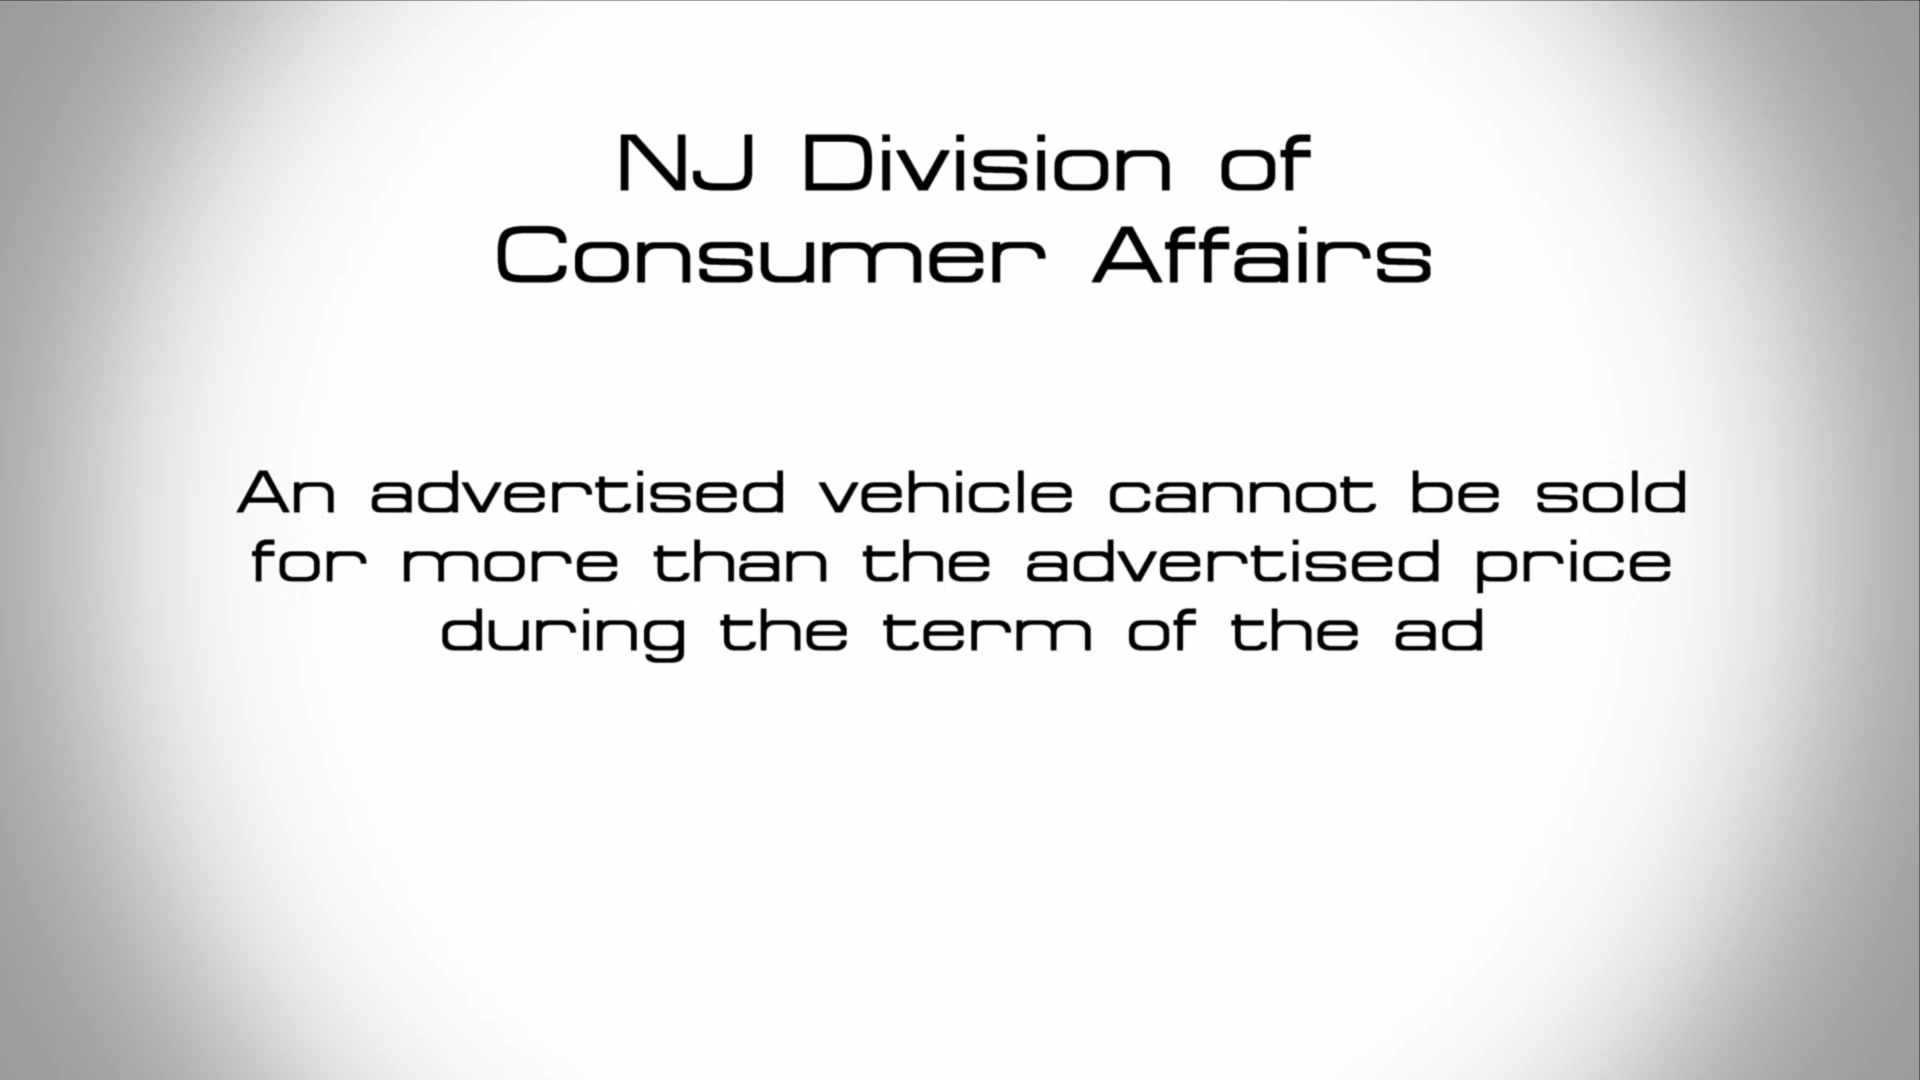 NJ Division of
Consumer Affairs
An advertised vehicle cannot be sold
for more than the advertised price
during the term of the ad